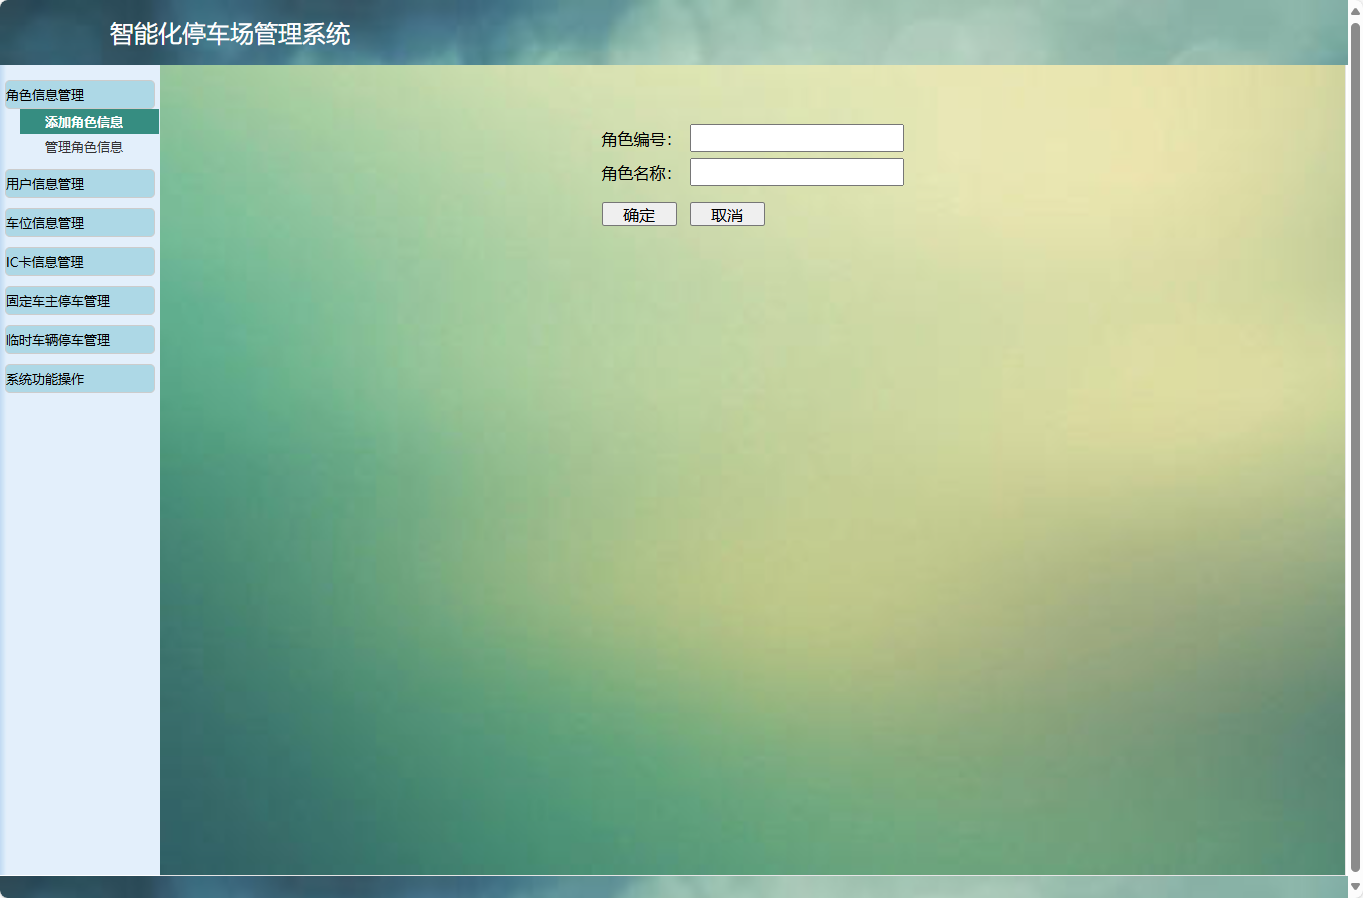 智能化停车场管理系统
角色信息管理
添加角色信息
管理角色信息
用户信息管理
车位信息管理
IC卡信息管理
固定车主停车管理
临时车辆停车管理
系统功能操作
角色编号：
角色名称：
确定 取消